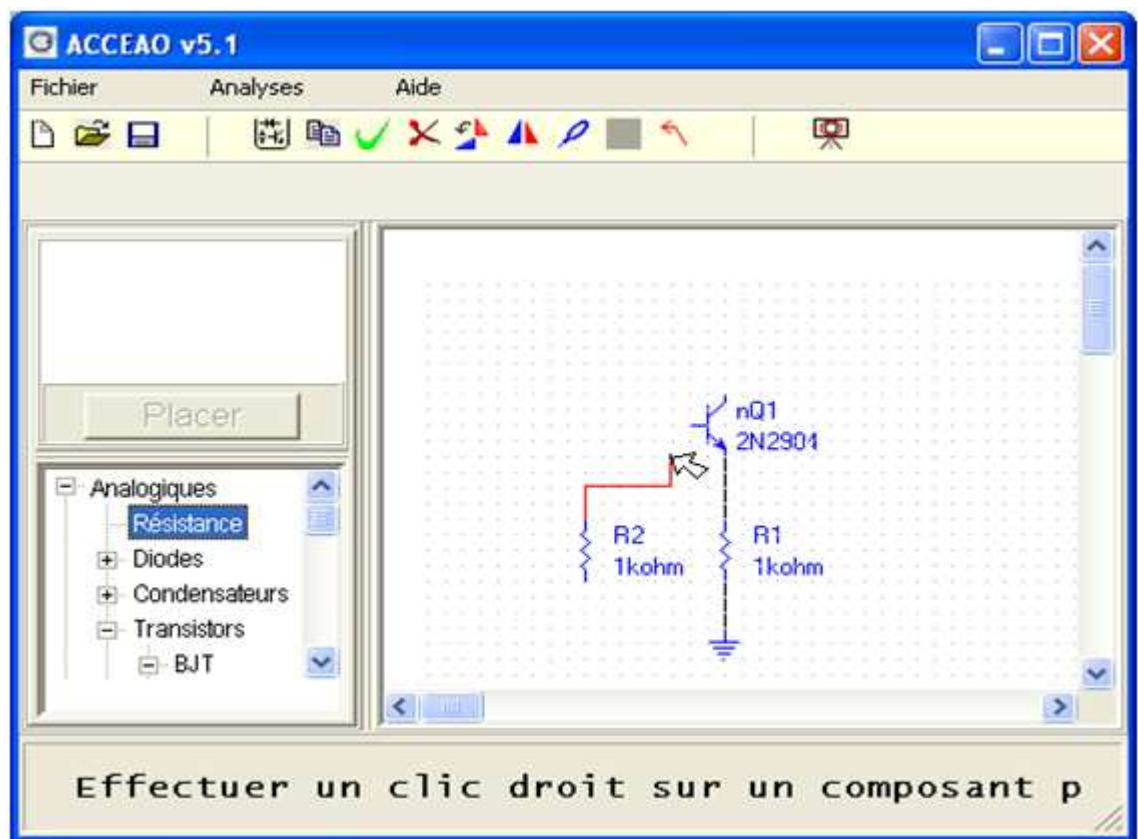 ACCEAO v5.1
Fichier Analyses Aide
Placer
Analogiques
Résistance
Diodes
Condensateurs
Transistors
BJT
nQ1
2N2904
R2
1kohm
R1
1kohm
Effectuer un clic droit sur un composant p